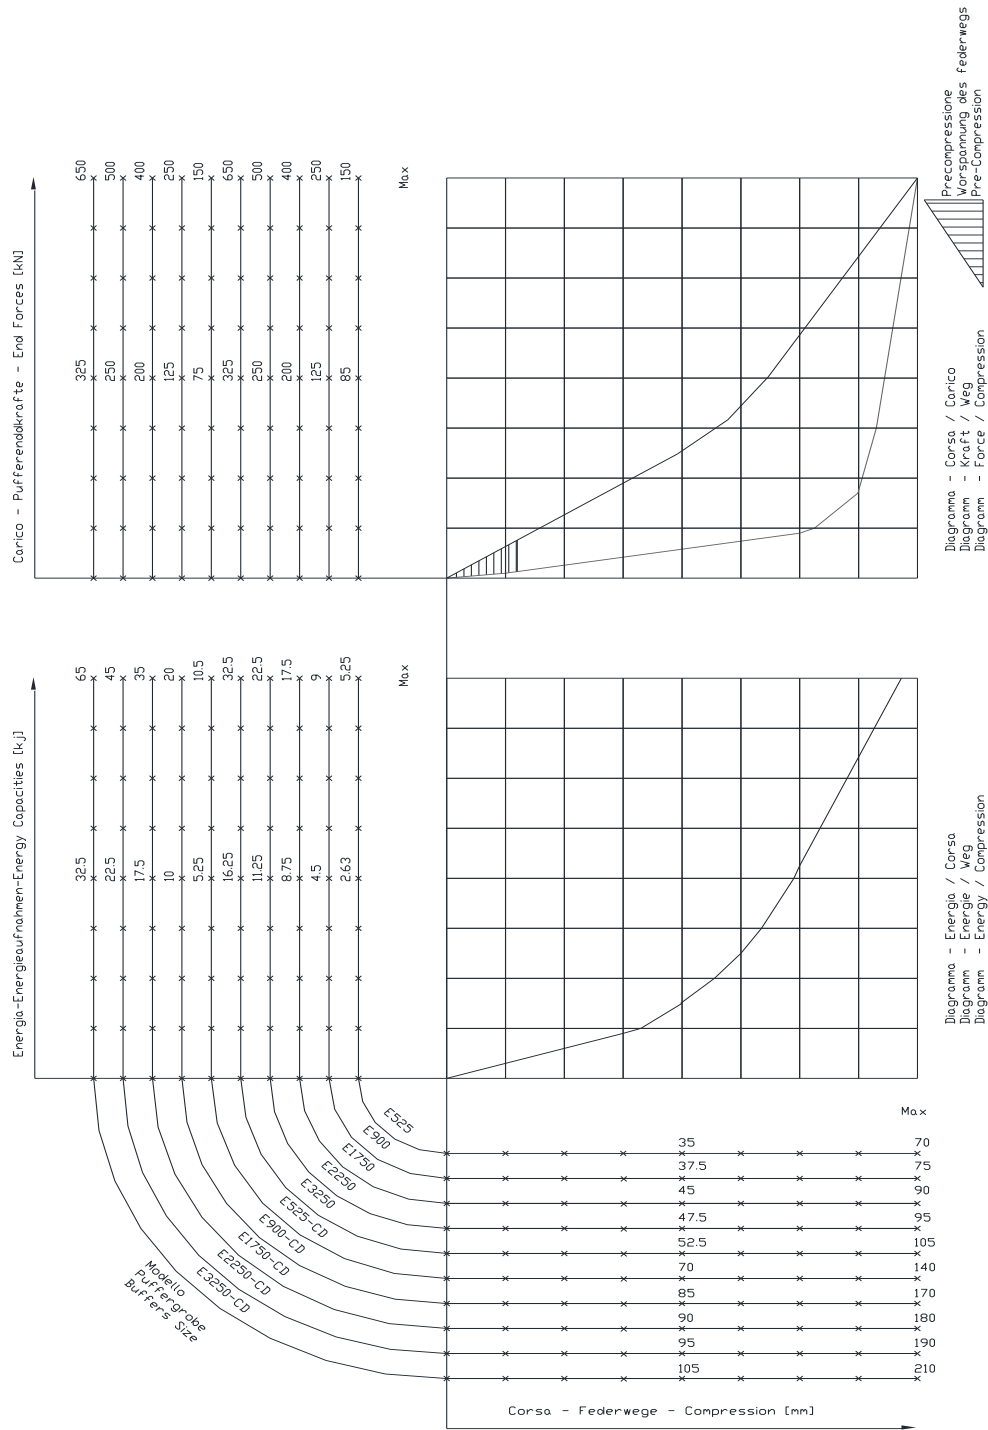 Carico - Pufferendakrafte - End Forces [kN]
650
500
400
250
150
650
500
400
250
150
Max
325
250
200
125
75
325
250
200
125
85
Precompressione
Worspannung des federwegs
Pre-Compression
Diagramma - Corsa / Carico
Diagramm - Kraft / Weg
Diagramm - Force / Compression
Energia-Energieaufnahmen-Energy Capacities [kj]
65
45
35
20
10.5
32.5
22.5
17.5
9
5.25
Max
32.5
22.5
17.5
10
5.25
16.25
11.25
8.75
4.5
2.63
Diagramma - Energia / Corsa
Diagramm - Energie / Weg
Diagramm - Energy / Compression
E525
E900
E1750
E2250
E3250
E525-CD
E900-CD
E1750-CD
E2250-CD
E3250-CD
Modello
Puffergrobe
Buffers Size
Max
35 70
37.5 75
45 90
47.5 95
52.5 105
70 140
85 170
90 180
95 190
105 210
Corsa - Federwege - Compression [mm]